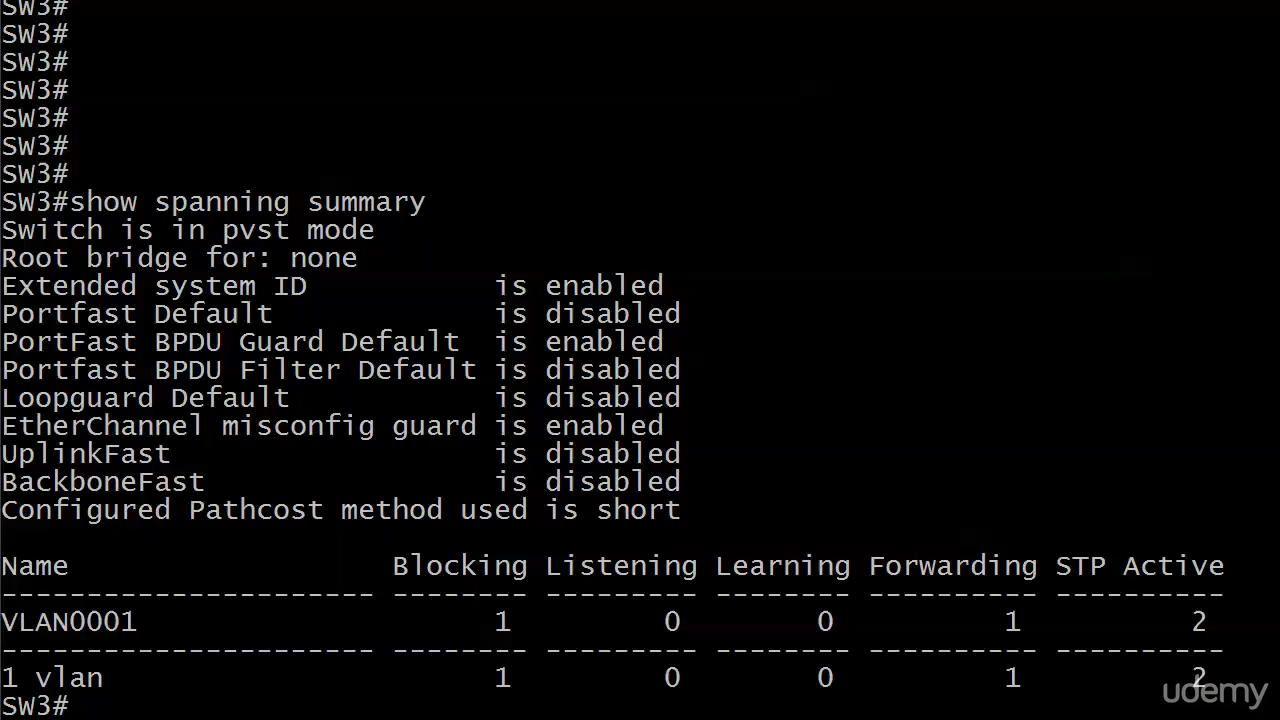 SW3#
SW3#
SW3#
SW3#
SW3#
SW3#
SW3#
SW3#show spanning summary
Switch is in pvst mode
Root bridge for: none
Extended system ID           is enabled
Portfast Default             is disabled
PortFast BPDU Guard Default  is enabled
Portfast BPDU Filter Default is disabled
Loopguard Default            is disabled
EtherChannel misconfig guard is enabled
UplinkFast                   is disabled
BackboneFast                 is disabled
Configured Pathcost method used is short
Name                   Blocking Listening Learning Forwarding STP Active
---------------------- -------- --------- -------- ---------- ----------
VLAN0001                     1         0        0          1          2
---------------------- -------- --------- -------- ---------- ----------
1 vlan                       1         0        0          1          2
SW3#
udemy